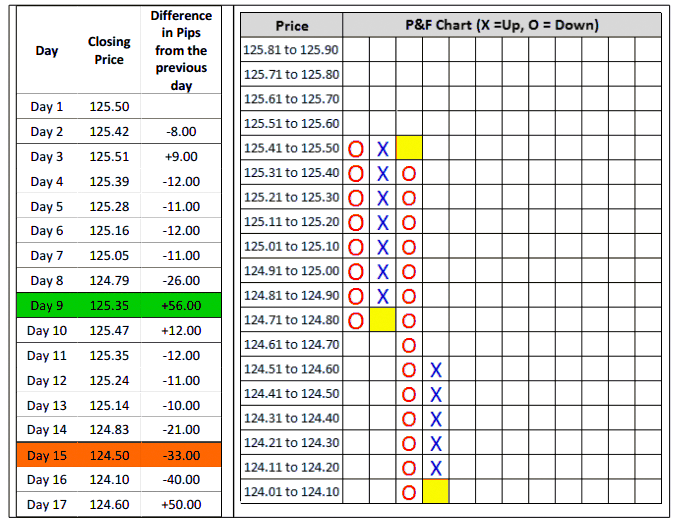 Day Closing Price Difference in Pips from the previous day
Day 1 125.50
Day 2 125.42 -8.00
Day 3 125.51 +9.00
Day 4 125.39 -12.00
Day 5 125.28 -11.00
Day 6 125.16 -12.00
Day 7 125.05 -11.00
Day 8 124.79 -26.00
Day 9 125.35 +56.00
Day 10 125.47 +12.00
Day 11 125.35 -12.00
Day 12 125.24 -11.00
Day 13 125.14 -10.00
Day 14 124.83 -21.00
Day 15 124.50 -33.00
Day 16 124.10 -40.00
Day 17 124.60 +50.00
Price P&F Chart (X =Up, O = Down)
125.81 to 125.90
125.71 to 125.80
125.61 to 125.70
125.51 to 125.60
125.41 to 125.50 O X
125.31 to 125.40 O X O
125.21 to 125.30 O X O
125.11 to 125.20 O X O
125.01 to 125.10 O X O
124.91 to 125.00 O X O
124.81 to 124.90 O X O
124.71 to 124.80 O O
124.61 to 124.70 O
124.51 to 124.60 O X
124.41 to 124.50 O X
124.31 to 124.40 O X
124.21 to 124.30 O X
124.11 to 124.20 O X
124.01 to 124.10 O